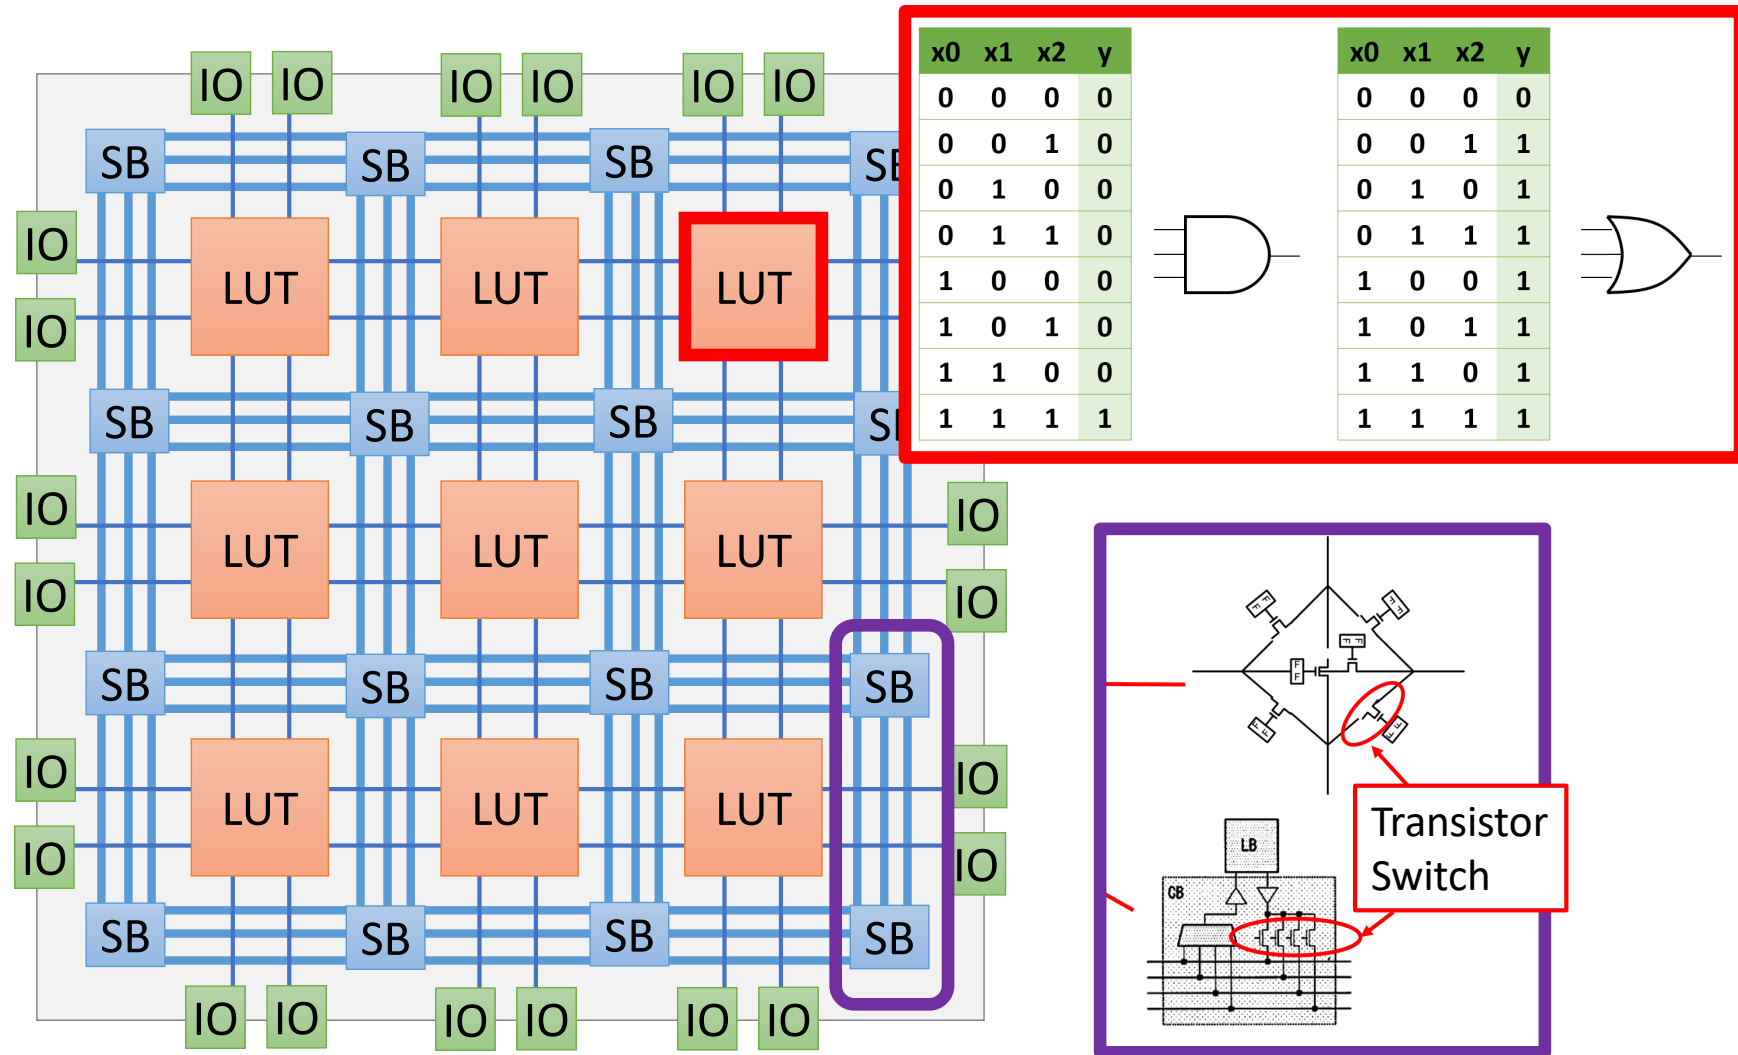 IO IO IO IO IO IO
SB SB SB
IO LUT LUT LUT
IO
SB SB SB
IO LUT LUT LUT IO
IO IO
SB SB SB SB
IO LUT LUT LUT IO
IO IO
SB SB SB SB
IO IO IO IO IO IO
x0 x1 x2 y
0 0 0 0
0 0 1 0
0 1 0 0
0 1 1 0
1 0 0 0
1 0 1 0
1 1 0 0
1 1 1 1
x0 x1 x2 y
0 0 0 0
0 0 1 1
0 1 0 1
0 1 1 1
1 0 0 1
1 0 1 1
1 1 0 1
1 1 1 1
FF FF
FF FF
FF FF
Transistor
Switch
LB
CB